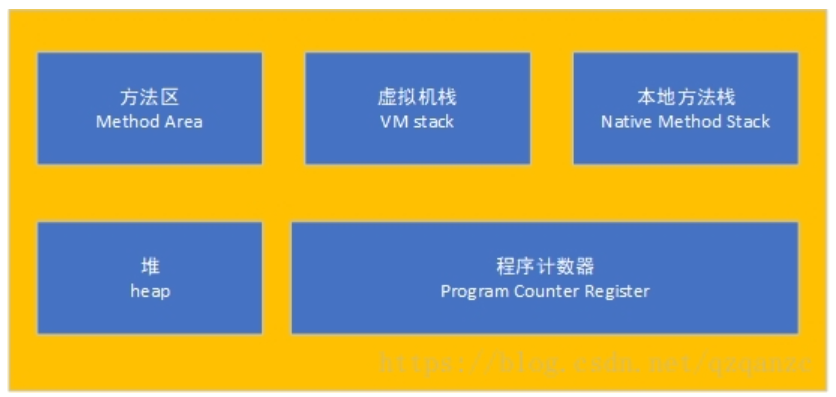 方法区
Method Area
虚拟机栈
VM stack
本地方法栈
Native Method Stack
堆
heap
程序计数器
Program Counter Register
https://blog.csdn.net/qzqanzc